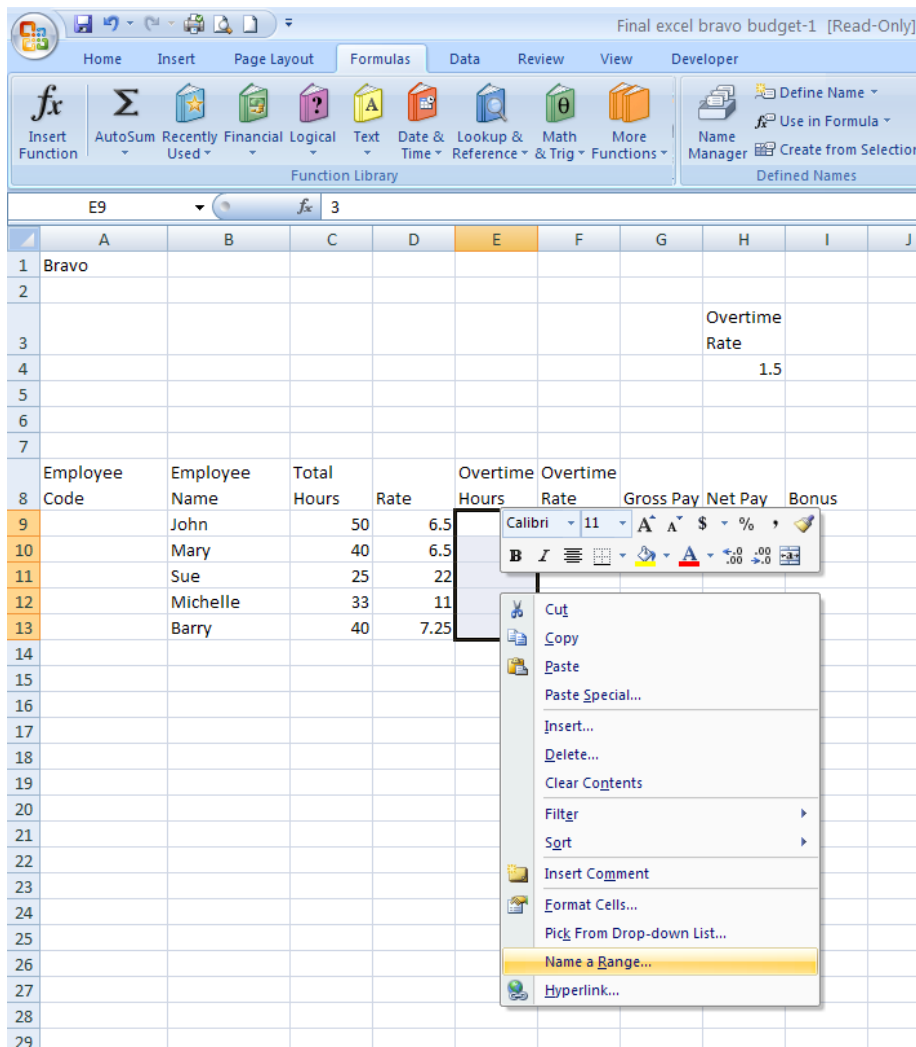 Final excel bravo budget-1 [Read-Only]
Home Insert Page Layout Formulas Data Review View Developer
fx Σ ? A θ
Insert Function AutoSum Recently Used Financial Logical Text Date & Time Lookup & Reference Math & Trig More Functions Name Manager
Define Name
Use in Formula
Create from Selection
Function Library Defined Names
E9 fx 3
A B C D E F G H I J
1 Bravo
2
3 Overtime Rate
4 1.5
5
6
7
8 Employee Code Employee Name Total Hours Rate Overtime Hours Overtime Rate Gross Pay Net Pay Bonus
9 John 50 6.5
10 Mary 40 6.5
11 Sue 25 22
12 Michelle 33 11
13 Barry 40 7.25
14
15
16
17
18
19
20
21
22
23
24
25
26
27
28
29
Calibri 11 A A $ % ,
B I A .0 .00 .00 .0 a
Cut
Copy
Paste
Paste Special...
Insert...
Delete...
Clear Contents
Filter
Sort
Insert Comment
Format Cells...
Pick From Drop-down List...
Name a Range...
Hyperlink...